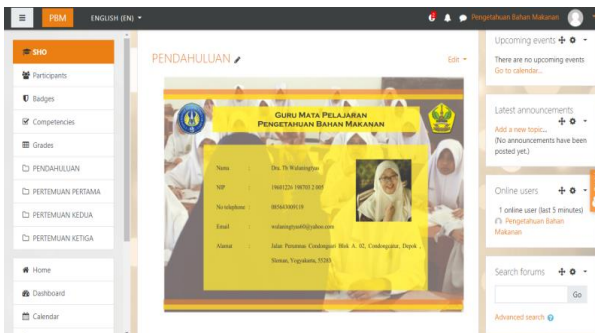 PBM
ENGLISH (EN)
Pengetahuan Bahan Makanan
SHO
Participants
Badges
Competencies
Grades
PENDAHULUAN
PERTEMUAN PERTAMA
PERTEMUAN KEDUA
PERTEMUAN KETIGA
Home
Dashboard
Calendar
PENDAHULUAN
Edit
GURU MATA PELAJARAN
PENGETAHUAN BAHAN MAKANAN
Nama : Dra. Tb Wulaningtyas
NIP :
No telephone :
Email :
Alamat : Jalan Perumnas Condongsari Blok A. 02, Condongcatur, Depok ,
Sleman, Yogyakarta, 55283
Upcoming events
There are no upcoming events
Go to calendar...
Latest announcements
Add a new topic...
(No announcements have been
posted yet.)
Online users
1 online user (last 5 minutes)
Pengetahuan Bahan
Makanan
Search forums
Go
Advanced search